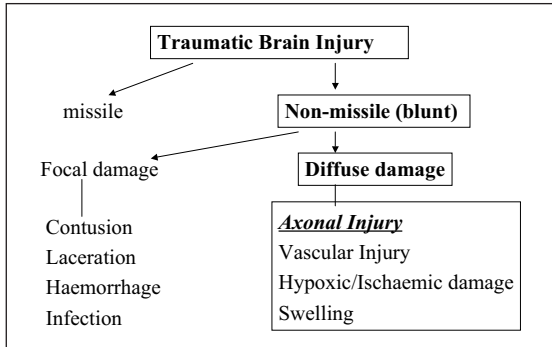 Traumatic Brain Injury
missile
Non-missile (blunt)
Focal damage
Diffuse damage
Contusion
Laceration
Haemorrhage
Infection
Axonal Injury
Vascular Injury
Hypoxic/Ischaemic damage
Swelling